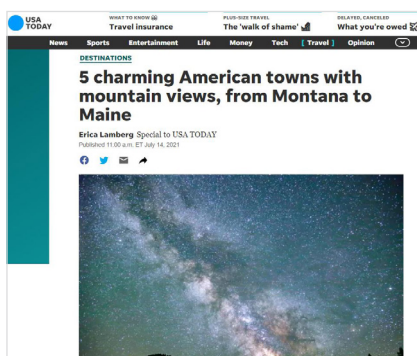 USA
TODAY
WHAT TO KNOW
Travel insurance
PLUS-SIZE TRAVEL
The 'walk of shame'
DELAYED, CANCELED
What you're owed
News Sports Entertainment Life Money Tech [ Travel ] Opinion
DESTINATIONS
5 charming American towns with
mountain views, from Montana to
Maine
Erica Lamberg Special to USA TODAY
Published 11:00 a.m. ET July 14, 2021